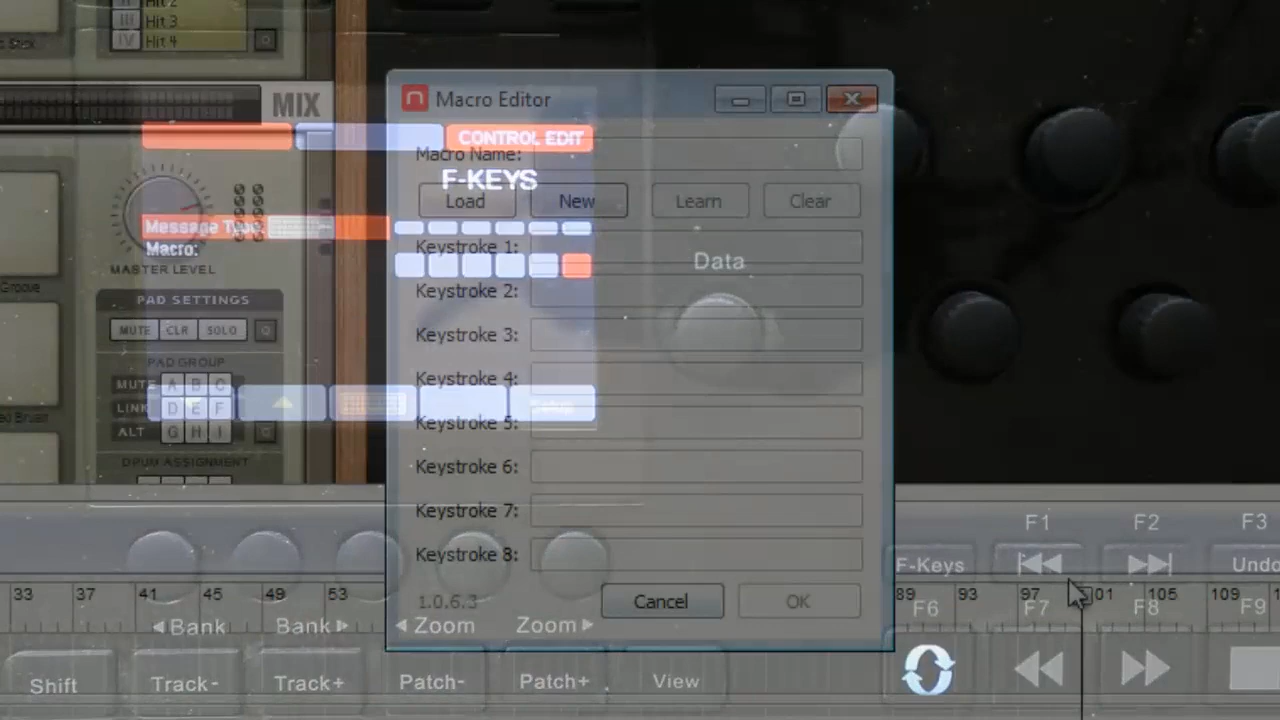 Hit 3
IV Hit 4
MIX
Macro Editor
CONTROL EDIT
Macro Name:
F-KEYS
Load New Learn Clear
Message Type:
Macro:
Keystroke 1:
MASTER LEVEL
Data
Keystroke 2:
PAD SETTINGS
MUTE CLR SOLO
Keystroke 3:
PAD GROUP
MUTE A B C
Keystroke 4:
LINK D E F
Keystroke 5:
ALT G H I
DRUM ASSIGNMENT
Keystroke 6:
Keystroke 7:
F1 F2 F3
Keystroke 8:
F-Keys Undo
33 37 41 45 49 53 89 93 97 101 105 109
1.0.6.3 Cancel OK
F6 F7 F8 F9
Bank Bank Zoom Zoom
Shift Track- Track+ Patch- Patch+ View